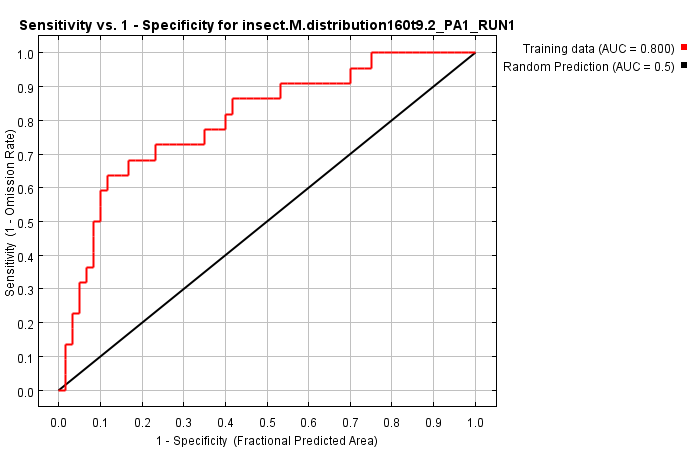 Sensitivity vs. 1 - Specificity for insect.M.distribution160t9.2_PA1_RUN1
Training data (AUC = 0.800)
Random Prediction (AUC = 0.5)
Sensitivity (1 - Omission Rate)
1.0
0.9
0.8
0.7
0.6
0.5
0.4
0.3
0.2
0.1
0.0
0.0 0.1 0.2 0.3 0.4 0.5 0.6 0.7 0.8 0.9 1.0
1 - Specificity (Fractional Predicted Area)